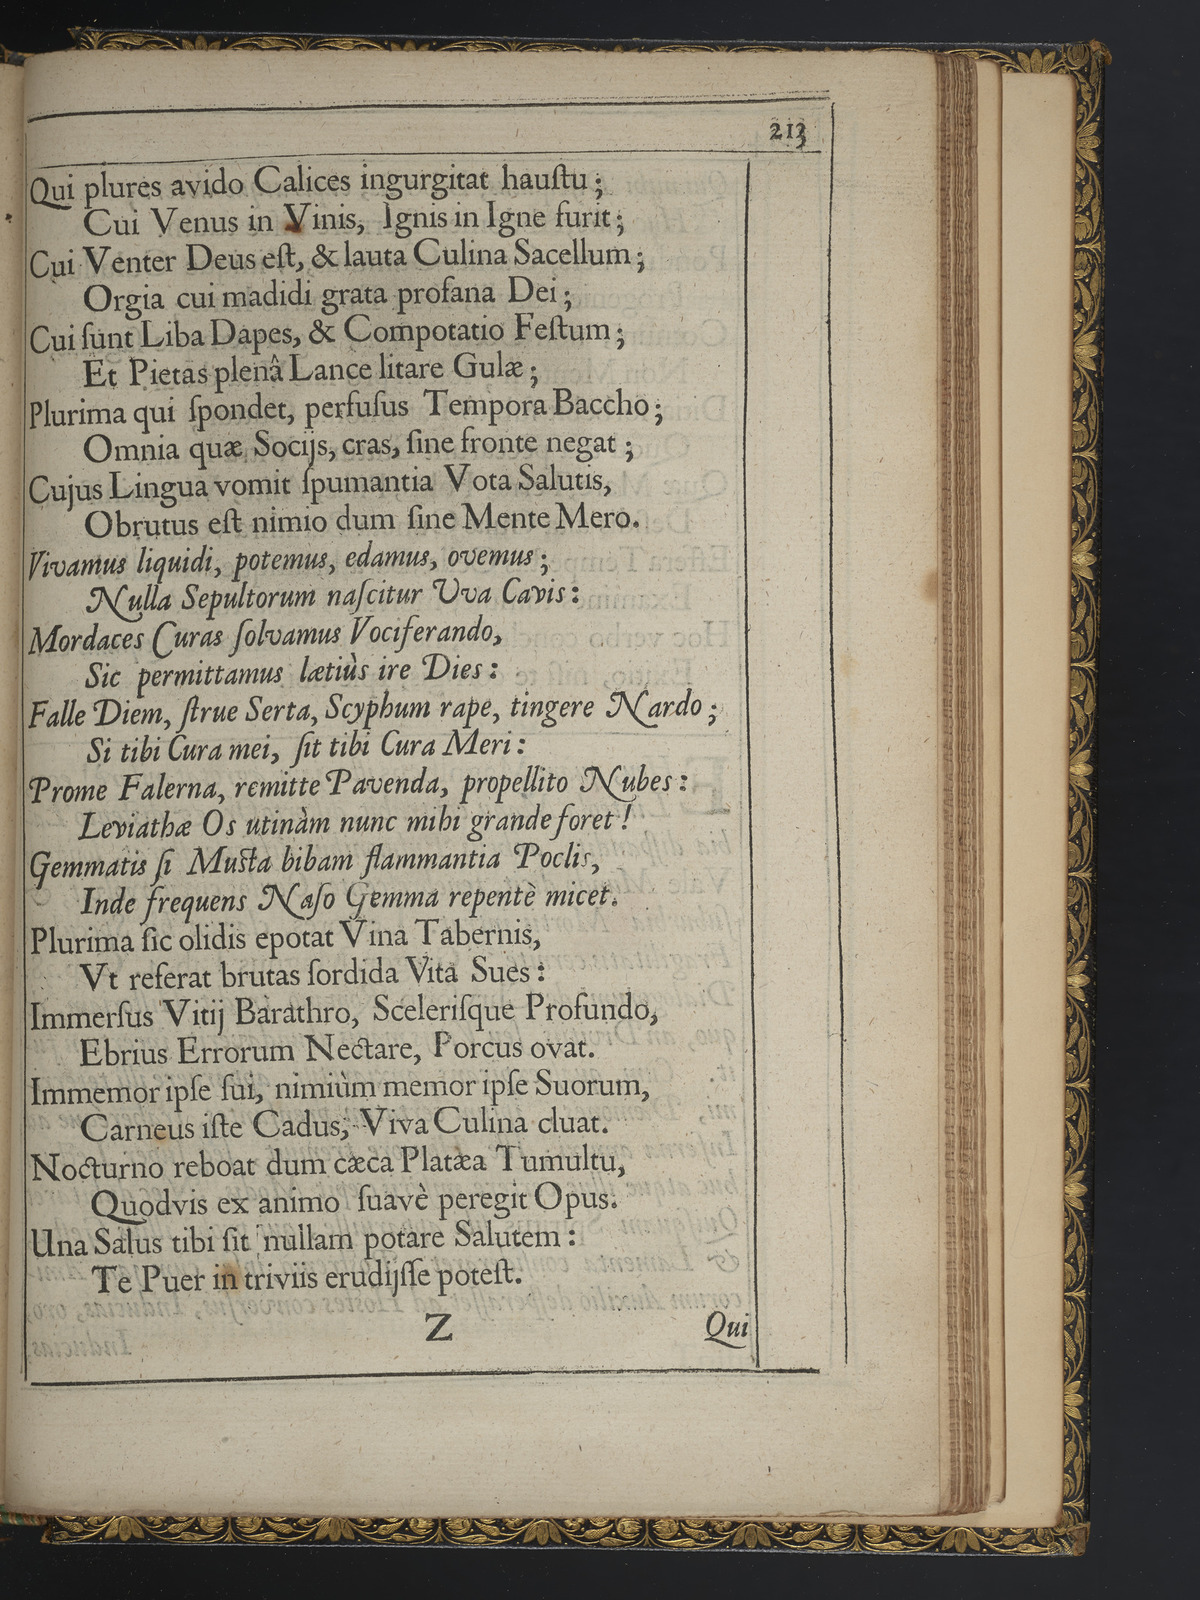 213
Qui plures avido Calices ingurgitat hauſtu;
Cui Venus in Vinis, Ignis in Igne furit;
Cui Venter Deus eſt, & lauta Culina Sacellum;
Orgia cui madidi grata profana Dei;
Cui ſunt Liba Dapes, & Compotatio Feſtum;
Et Pietas plenâ Lance litare Gulæ;
Plurima qui ſpondet, perfuſus Tempora Baccho;
Omnia quæ Socijs, cras, ſine fronte negat;
Cujus Lingua vomit ſpumantia Vota Salutis,
Obrutus eſt nimio dum ſine Mente Mero.
Vivamus liquidi, potemus, edamus, ovemus;
Nulla Sepultorum naſcitur Uva Cavis:
Mordaces Curas ſolvamus Vociferando,
Sic permittamus lætiùs ire Dies:
Falle Diem, ſtrue Serta, Scyphum rape, tingere Nardo;
Si tibi Cura mei, ſit tibi Cura Meri:
Prome Falerna, remitte Pavenda, propellito Nubes:
Leviathæ Os utinàm nunc mihi grande foret!
Gemmatis ſi Muſta bibam flammantia Poclis,
Inde frequens Naſo Gemma repentè micet.
Plurima ſic olidis epotat Vina Tabernis,
Vt referat brutas ſordida Vita Sues:
Immerſus Vitij Barathro, Sceleriſque Profundo,
Ebrius Errorum Nectare, Porcus ovat.
Immemor ipſe ſui, nimiùm memor ipſe Suorum,
Carneus iſte Cadus, Viva Culina cluat.
Nocturno reboat dum cæca Platæa Tumultu,
Quodvis ex animo ſuavè peregit Opus.
Una Salus tibi ſit nullam potare Salutem:
Te Puer in triviis erudijſſe poteſt.
Z
Qui